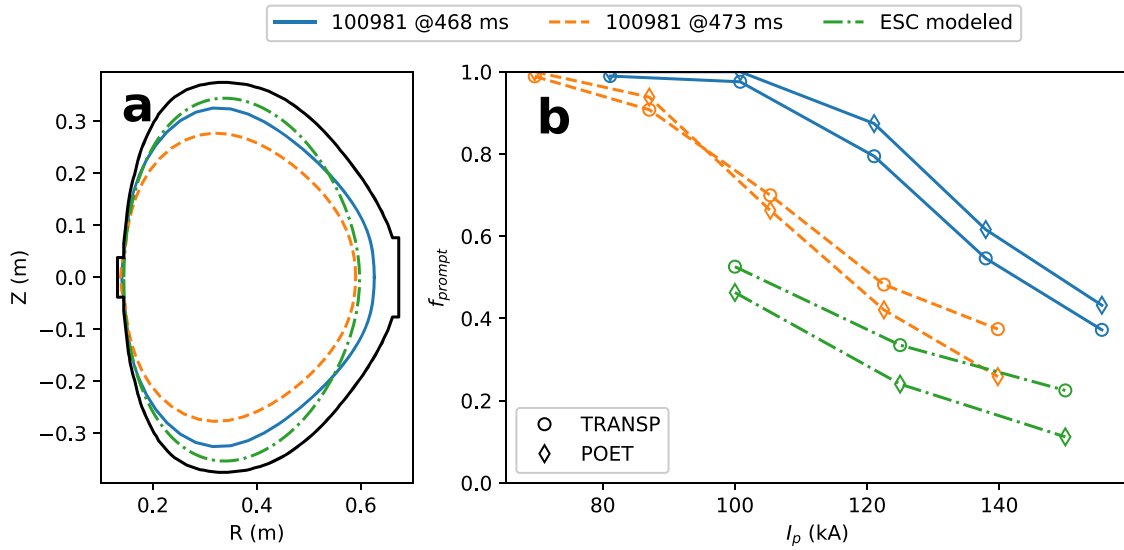 100981 @468 ms 100981 @473 ms ESC modeled
a
Z (m)
0.3
0.2
0.1
0.0
−0.1
−0.2
−0.3
0.2 0.4 0.6
R (m)
b
f_prompt
1.0
0.8
0.6
0.4
0.2
0.0
TRANSP
POET
80 100 120 140
I_p (kA)